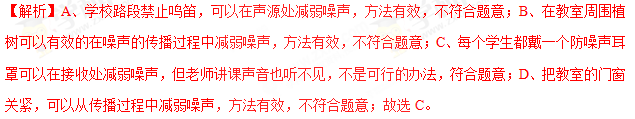 【解析】A、学校路段禁止鸣笛，可以在声源处减弱噪声，方法有效，不符合题意；B、在教室周围植
树可以有效的在噪声的传播过程中减弱噪声，方法有效，不符合题意；C、每个学生都戴一个防噪声耳
罩可以在接收处减弱噪声，但老师讲课声音也听不见，不是可行的办法，符合题意；D、把教室的门窗
关紧，可以从传播过程中减弱噪声，方法有效，不符合题意；故选 C。